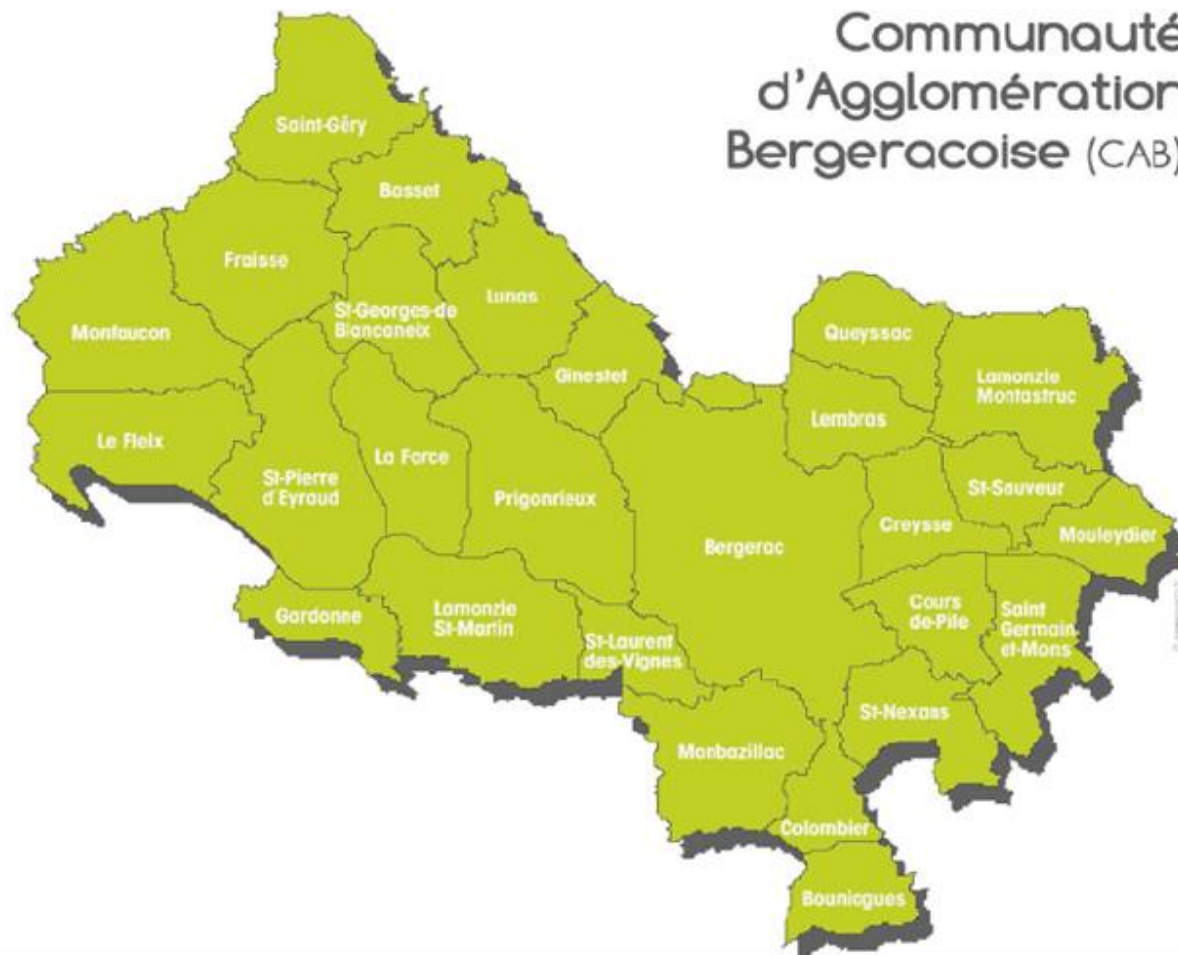 Communauté
d'Agglomération
Bergeracoise (CAB)
Saint-Géry
Bosset
Fraisse
St-Georges-de
Blancaneix
Lunas
Monfaucon
Queyssac
Ginestet
Lamonzie
Montastruc
Lembras
Le Fleix
La Force
St-Pierre
d'Eyraud
Prigonrieux
St-Sauveur
Creysse
Mouleydier
Bergerac
Gardonne
Lamonzie
St-Martin
Cours
de-Pile
Saint
Germain
et-Mons
St-Laurent
des-Vignes
St-Nexans
Monbazillac
Colombier
Bouniagues